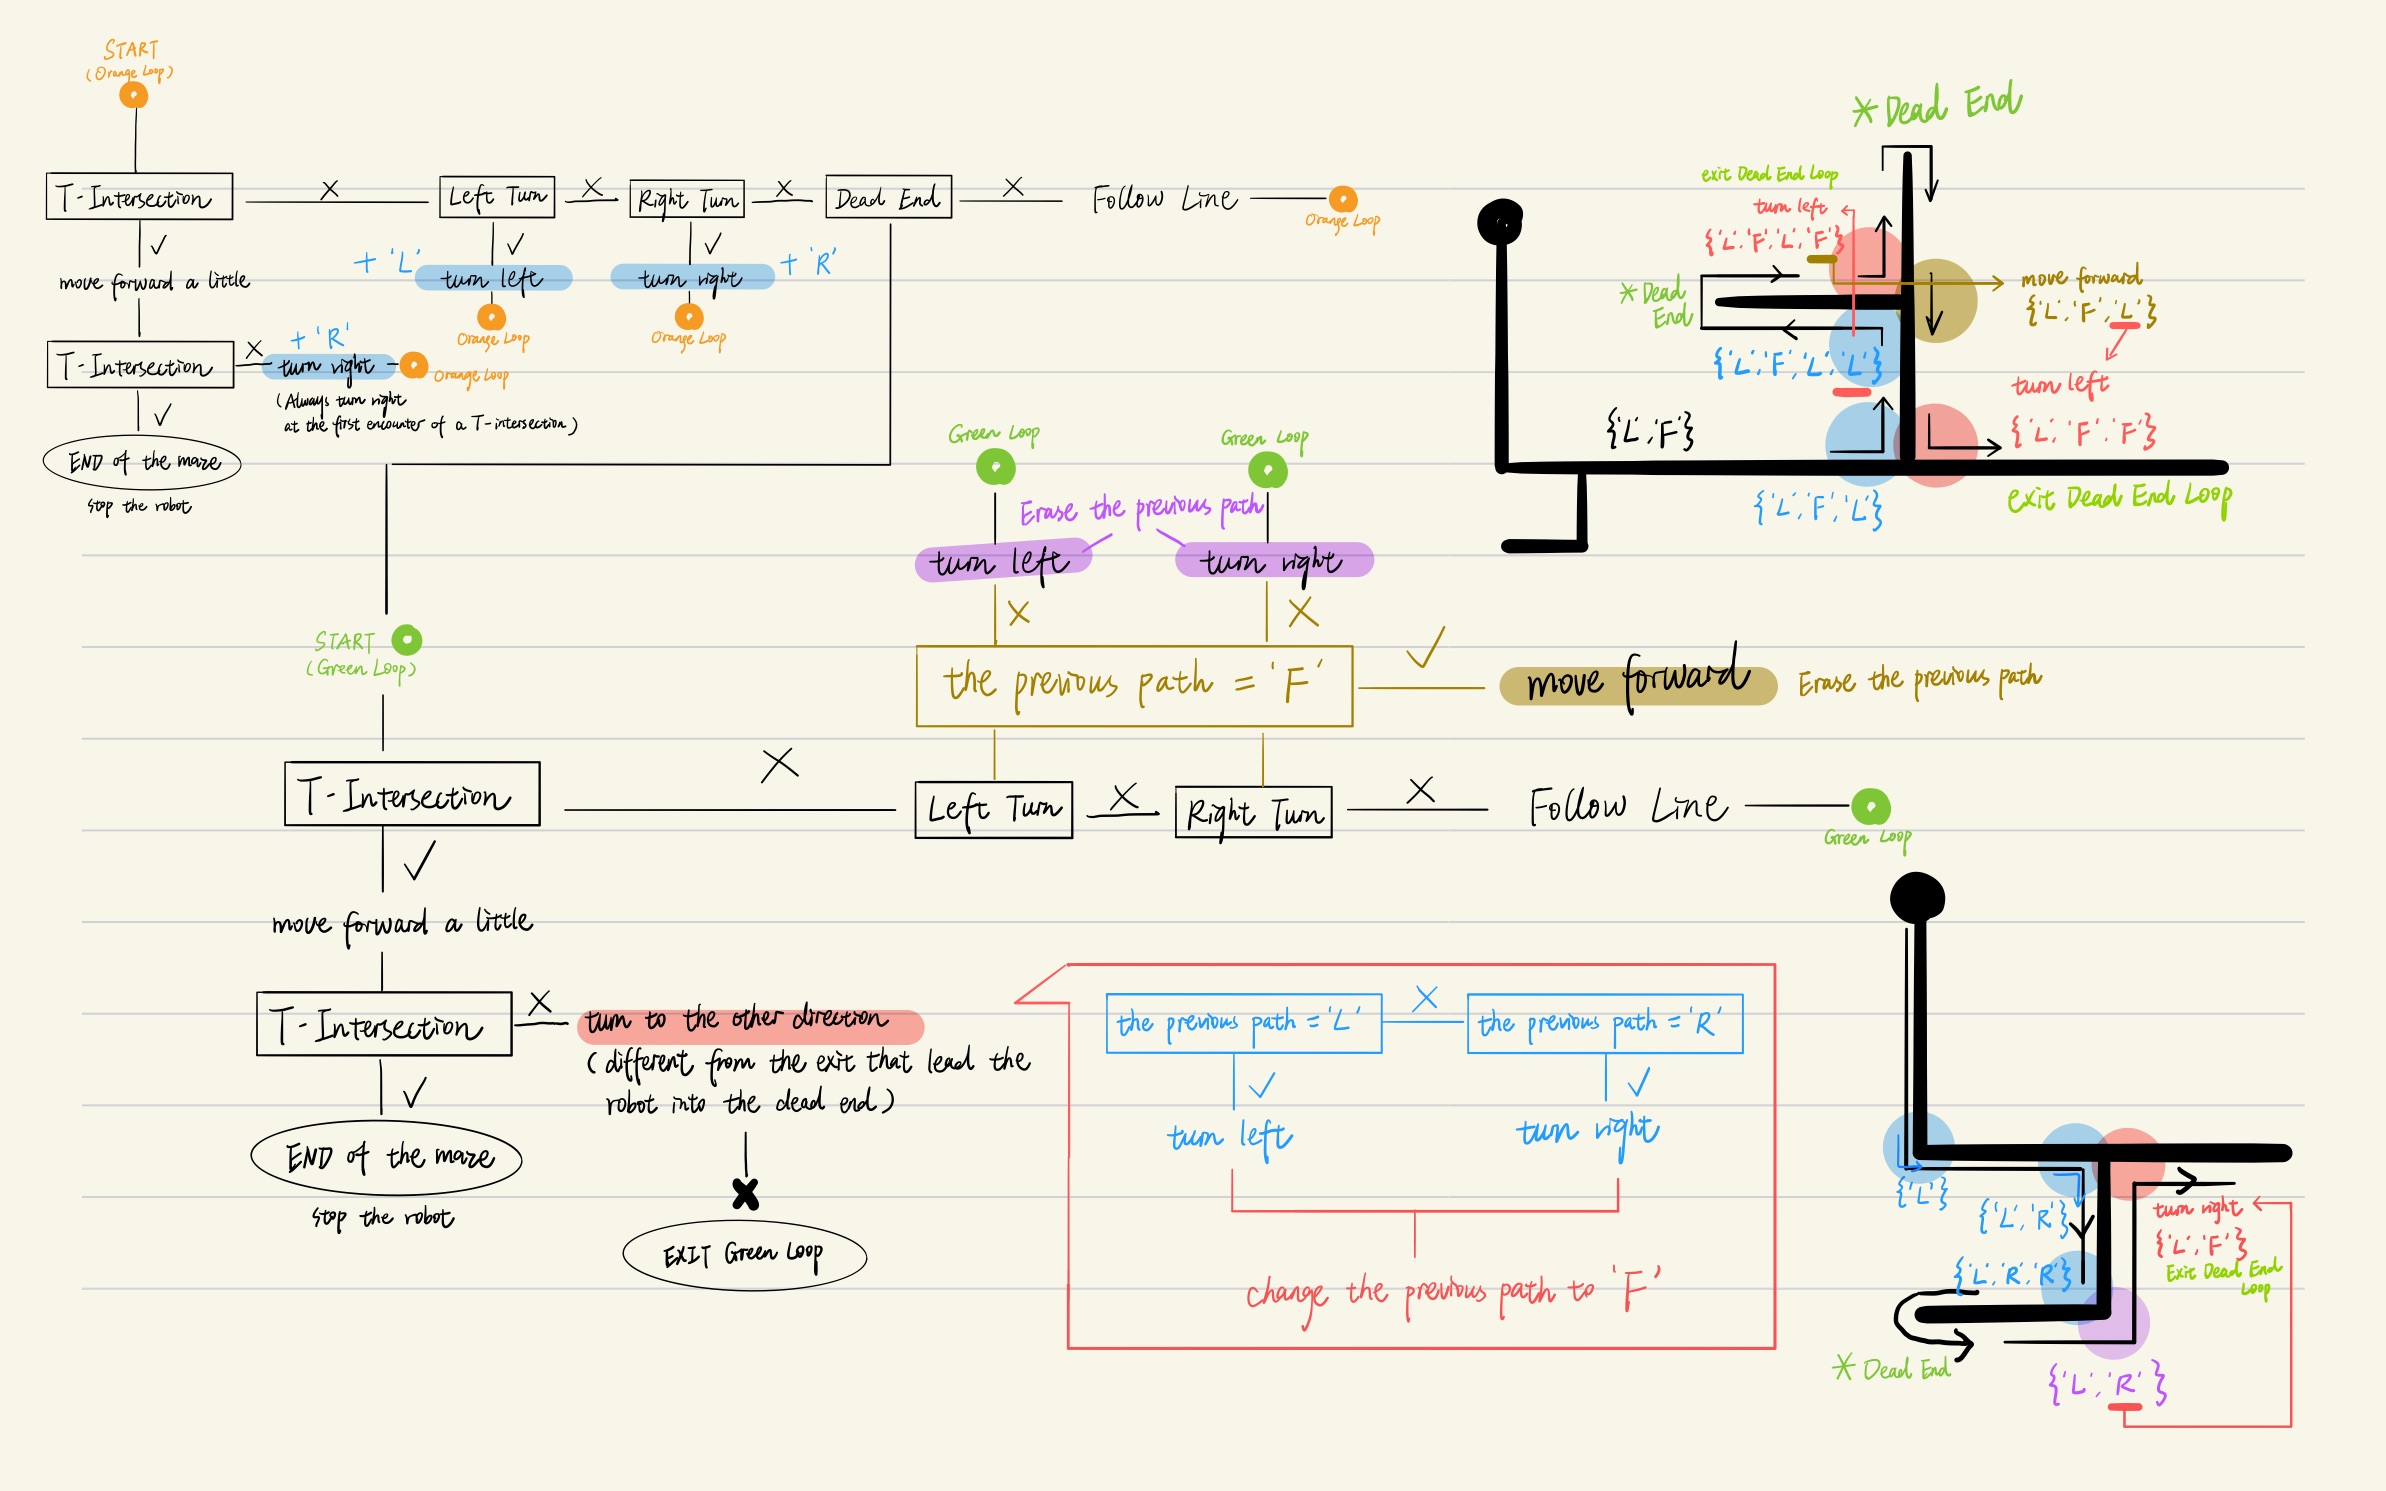 START
(Orange Loop)
T-Intersection
Left Turn
Right Turn
Dead End
Follow Line
Orange Loop
move forward a little
+ 'L'
turn left
Orange Loop
turn right
+ 'R'
Orange Loop
T-Intersection
+ 'R'
turn right
Orange Loop
(Always turn right
at the first encounter of a T-intersection)
END of the maze
Stop the robot
* Dead End
exit Dead End Loop
turn left
{'L','F','L','F'}
* Dead
End
move forward
{'L','F','L'}
{'L','F','L','L'}
turn left
{'L','F'}
{'L','F','F'}
{'L','F','L'}
exit Dead End Loop
Green Loop
Green Loop
Erase the previous path
turn left
turn right
the previous path = 'F'
move forward
Erase the previous path
START
(Green Loop)
T-Intersection
Left Turn
Right Turn
Follow Line
Green Loop
move forward a little
T-Intersection
turn to the other direction
(different from the exit that lead the
robot into the dead end)
END of the maze
Stop the robot
EXIT Green Loop
the previous path = 'L'
the previous path = 'R'
turn left
turn right
change the previous path to 'F'
{'L'}
{'L','R'}
{'L','R','R'}
turn right
{'L','F'}
Exit Dead End
Loop
* Dead End
{'L','R'}